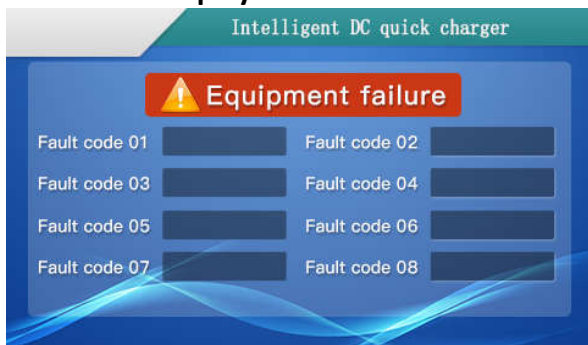 Intelligent DC quick charger
Equipment failure
Fault code 01 Fault code 02
Fault code 03 Fault code 04
Fault code 05 Fault code 06
Fault code 07 Fault code 08